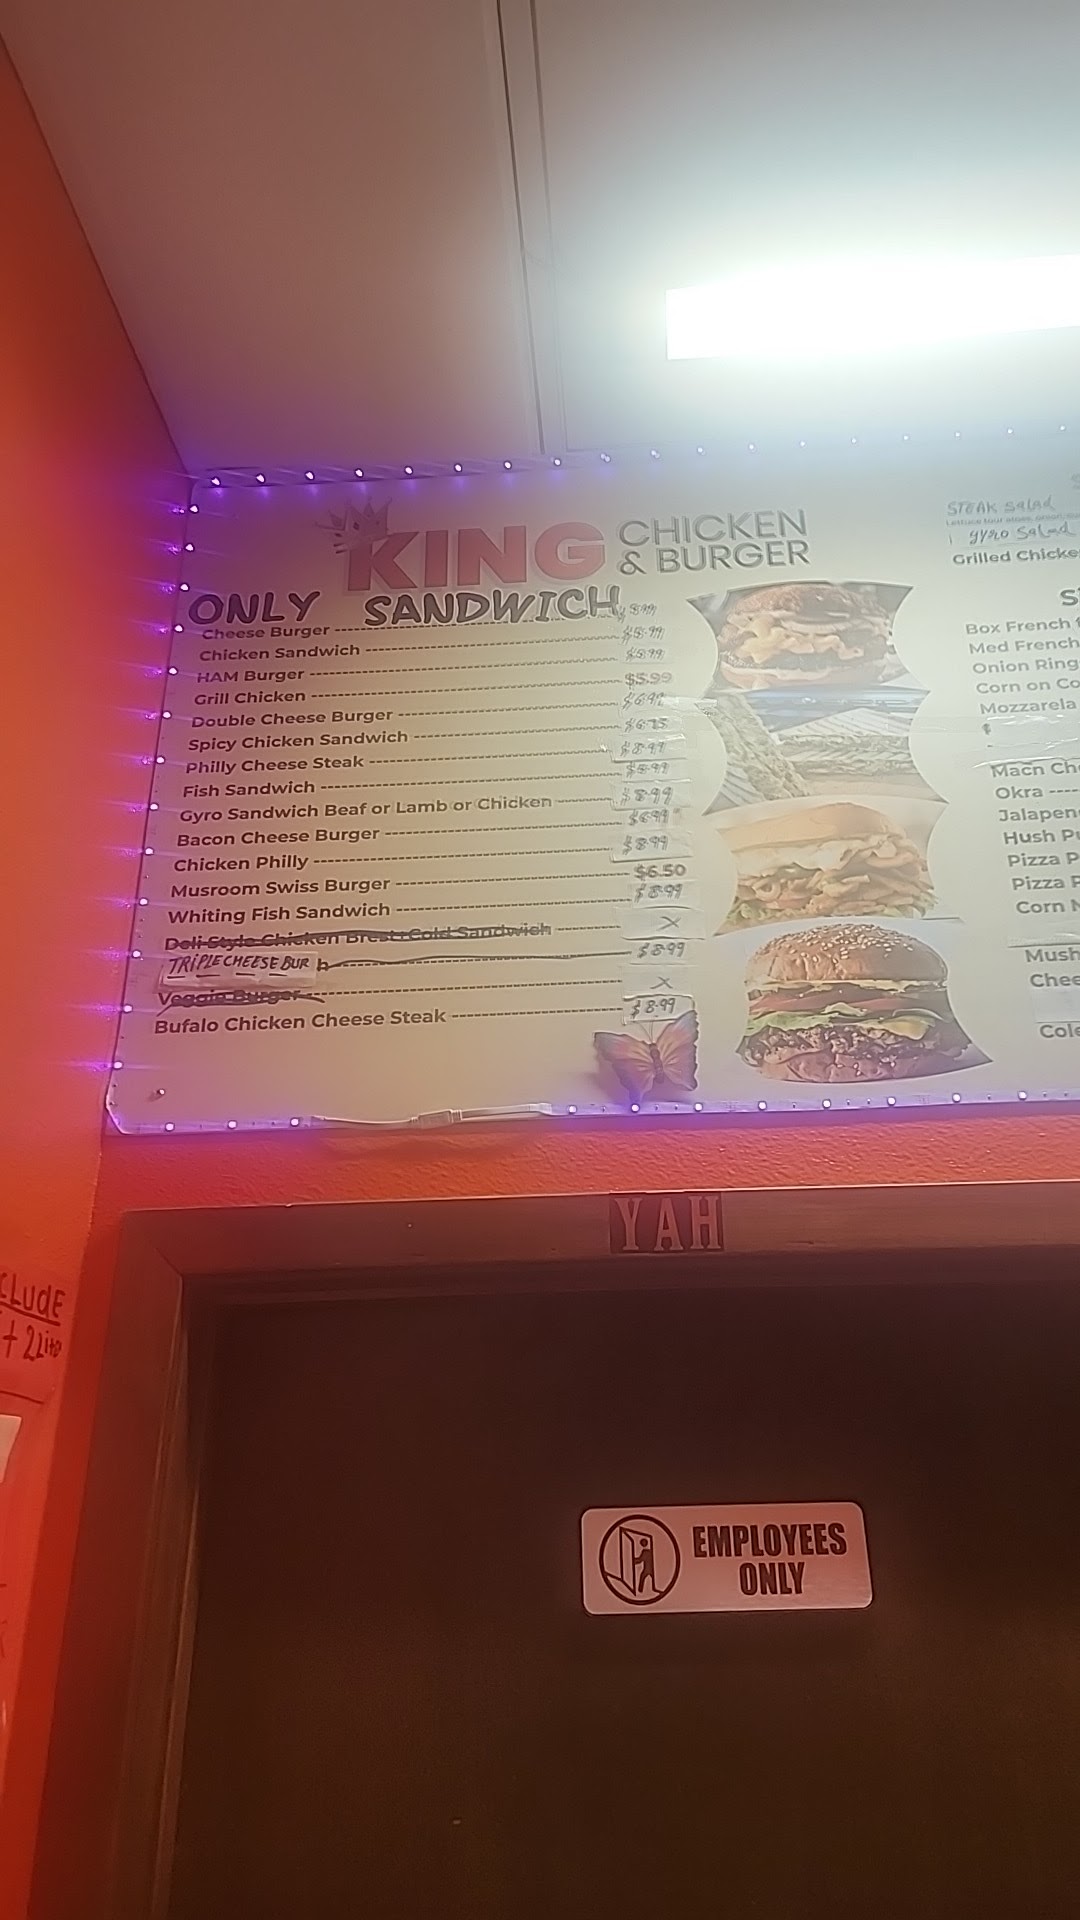 KING CHICKEN
& BURGER
ONLY SANDWICH
Cheese Burger
Chicken Sandwich
HAM Burger
Grill Chicken $5.99
Double Cheese Burger
Spicy Chicken Sandwich
Philly Cheese Steak $8.99
Fish Sandwich
Gyro Sandwich Beaf or Lamb or Chicken $8.99
Bacon Cheese Burger
Chicken Philly $8.99
Musroom Swiss Burger $6.50
Whiting Fish Sandwich $8.99
Deli Style Chicken Brest Cold Sandwich X
TRIPLE CHEESE BUR $8.99
Veggie Burger X
Bufalo Chicken Cheese Steak $8.99
STEAK Salad
gyro Salad
Grilled Chicke
Box French
Med French
Onion Ring
Corn on Co
Mozzarela
$
Macn Ch
Okra
Jalapen
Hush P
Pizza
Pizza
Corn
Mush
Chee
Cole
YAH
CLUdE
+ 2Lite
EMPLOYEES
ONLY